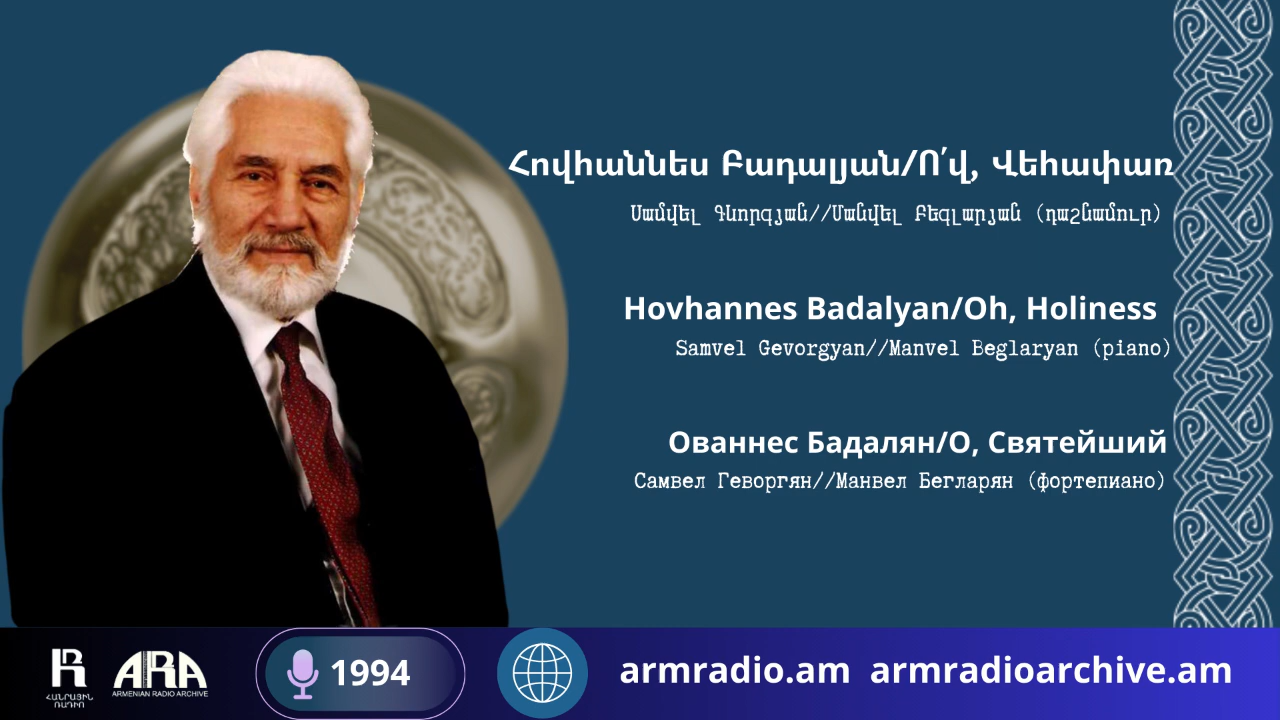 Հովհաննես Բադալյան/Ո՛վ, Վեհափառ
Սամվել Գևորգյան//Մանվել Բեգլարյան (դաշնամուր)
Hovhannes Badalyan/Oh, Holiness
Samvel Gevorgyan//Manvel Beglaryan (piano)
Ованнес Бадалян/О, Святейший
Самвел Геворгян//Манвел Бегларян (фортепиано)
ՀԱՆՐԱՅԻՆ
ՌԱԴԻՈ
ARA
ARMENIAN RADIO ARCHIVE
1994
armradio.am armradioarchive.am